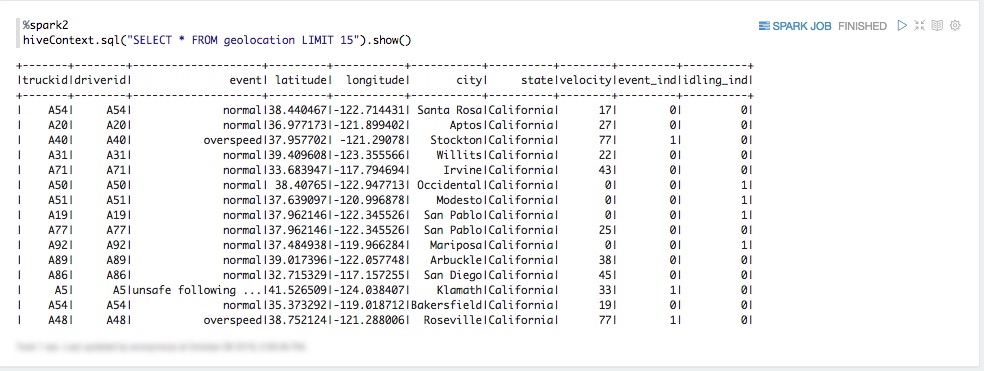 %spark2
hiveContext.sql("SELECT * FROM geolocation LIMIT 15").show()
SPARK JOB FINISHED
+-------+--------+--------------------+---------+-----------+-----------+----------+--------+---------+----------+
|truckid|driverid|               event| latitude|  longitude|       city|     state|velocity|event_ind|idling_ind|
+-------+--------+--------------------+---------+-----------+-----------+----------+--------+---------+----------+
|    A54|     A54|              normal|38.440467|-122.714431| Santa Rosa|California|      17|        0|         0|
|    A20|     A20|              normal|36.977173|-121.899402|      Aptos|California|      27|        0|         0|
|    A40|     A40|           overspeed|37.957702| -121.29078|   Stockton|California|      77|        1|         0|
|    A31|     A31|              normal|39.409608|-123.355566|    Willits|California|      22|        0|         0|
|    A71|     A71|              normal|33.683947|-117.794694|     Irvine|California|      43|        0|         0|
|    A50|     A50|              normal| 38.40765|-122.947713| Occidental|California|       0|        0|         1|
|    A51|     A51|              normal|37.639097|-120.996878|    Modesto|California|       0|        0|         1|
|    A19|     A19|              normal|37.962146|-122.345526|  San Pablo|California|       0|        0|         1|
|    A77|     A77|              normal|37.962146|-122.345526|  San Pablo|California|      25|        0|         0|
|    A92|     A92|              normal|37.484938|-119.966284|   Mariposa|California|       0|        0|         1|
|    A89|     A89|              normal|39.017396|-122.057748|   Arbuckle|California|      38|        0|         0|
|    A86|     A86|              normal|32.715329|-117.157255|  San Diego|California|      45|        0|         0|
|     A5|      A5|unsafe following ...|41.526509|-124.038407|    Klamath|California|      33|        1|         0|
|    A54|     A54|              normal|35.373292|-119.018712|Bakersfield|California|      19|        0|         0|
|    A48|     A48|           overspeed|38.752124|-121.288006|  Roseville|California|      77|        1|         0|